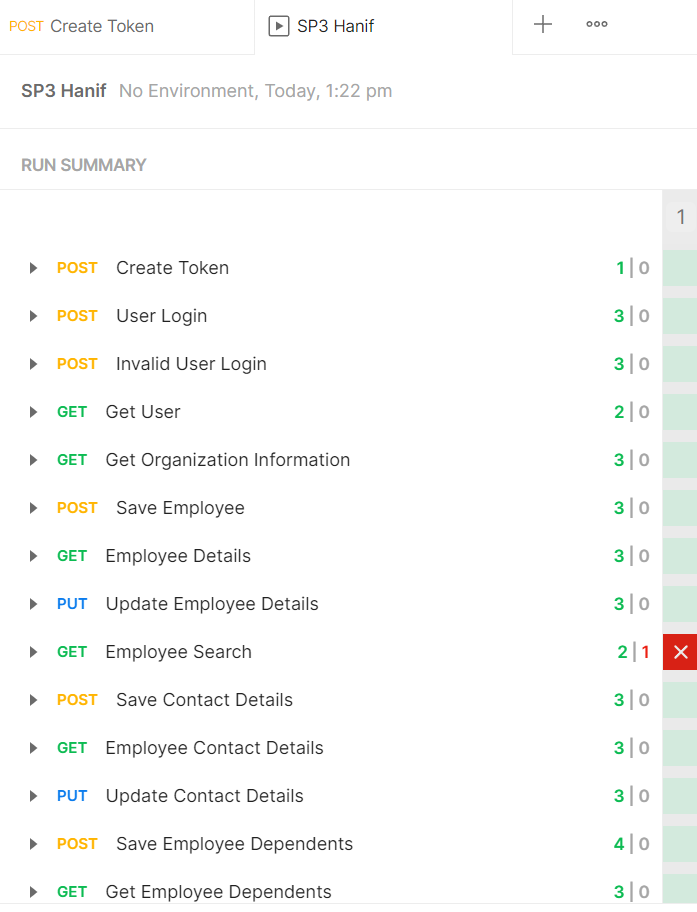 POST Create Token SP3 Hanif
SP3 Hanif No Environment, Today, 1:22 pm
RUN SUMMARY
1
POST Create Token 1 | 0
POST User Login 3 | 0
POST Invalid User Login 3 | 0
GET Get User 2 | 0
GET Get Organization Information 3 | 0
POST Save Employee 3 | 0
GET Employee Details 3 | 0
PUT Update Employee Details 3 | 0
GET Employee Search 2 | 1
POST Save Contact Details 3 | 0
GET Employee Contact Details 3 | 0
PUT Update Contact Details 3 | 0
POST Save Employee Dependents 4 | 0
GET Get Employee Dependents 3 | 0